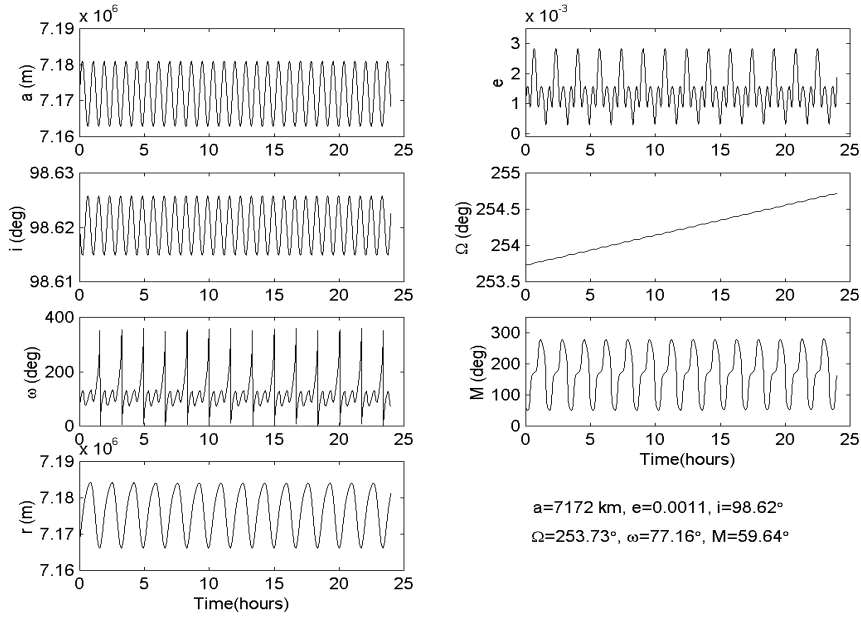 7.19 x 10⁶
7.18
7.17
7.16
a (m)
0 5 10 15 20 25
x 10⁻³
3
2
1
0
e
0 5 10 15 20 25
98.63
98.62
98.61
i (deg)
0 5 10 15 20 25
255
254.5
254
253.5
Ω (deg)
0 5 10 15 20 25
400
200
0
ω (deg)
0 5 10 15 20 25
300
200
100
0
M (deg)
0 5 10 15 20 25
Time(hours)
7.19 x 10⁶
7.18
7.17
7.16
r (m)
0 5 10 15 20 25
Time(hours)
a=7172 km, e=0.0011, i=98.62°
Ω=253.73°, ω=77.16°, M=59.64°